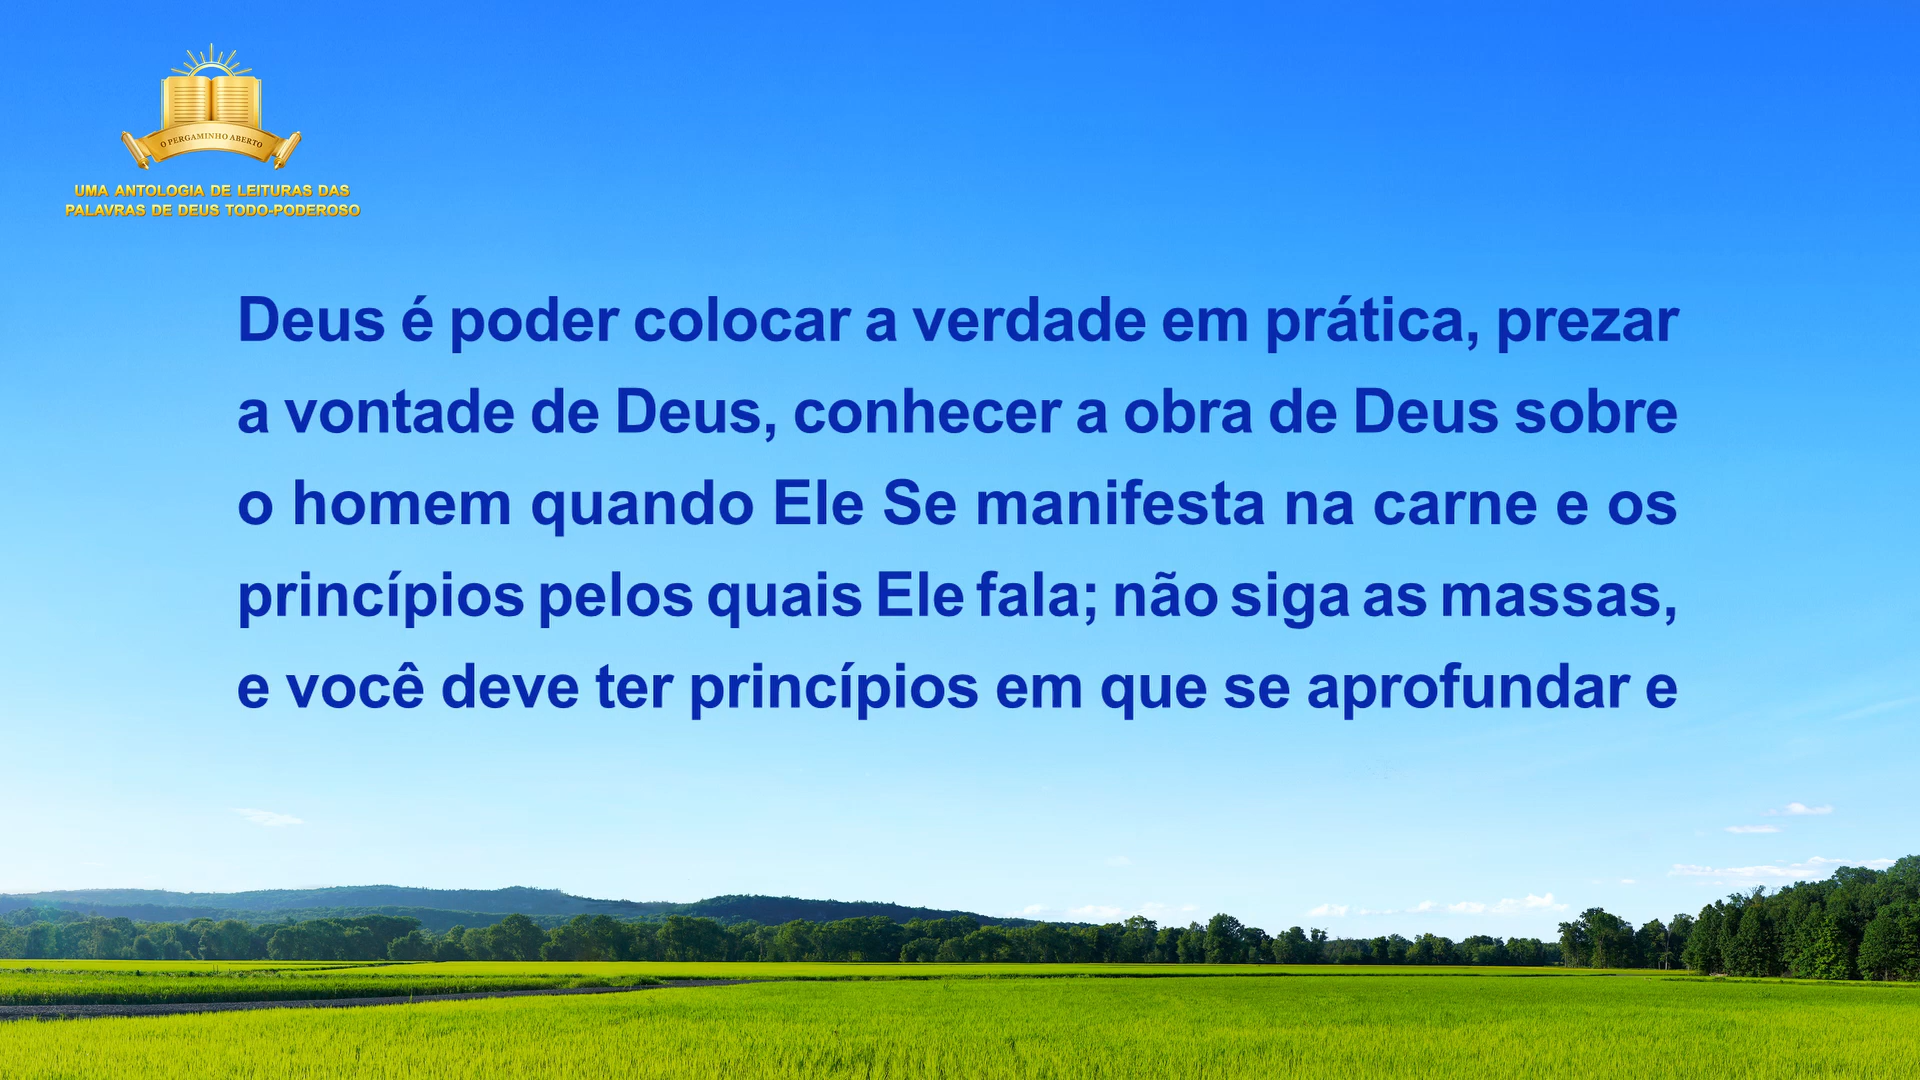 O PERGAMINHO ABERTO
UMA ANTOLOGIA DE LEITURAS DAS
PALAVRAS DE DEUS TODO-PODEROSO
Deus é poder colocar a verdade em prática, prezar
a vontade de Deus, conhecer a obra de Deus sobre
o homem quando Ele Se manifesta na carne e os
princípios pelos quais Ele fala; não siga as massas,
e você deve ter princípios em que se aprofundar e